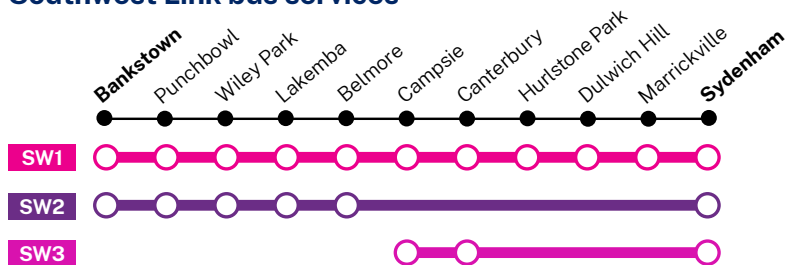 Southwest Link bus services
Bankstown
Punchbowl
Wiley Park
Lakemba
Belmore
Campsie
Canterbury
Hurlstone Park
Dulwich Hill
Marrickville
Sydenham
SW1
SW2
SW3